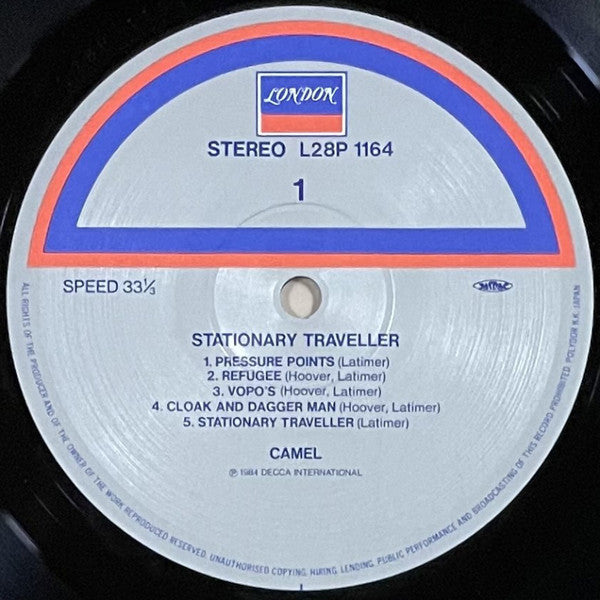 LONDON
STEREO L28P 1164
1
SPEED 33⅓
STATIONARY TRAVELLER
1. PRESSURE POINTS (Latimer)
2. REFUGEE (Hoover, Latimer)
3. VOPO'S (Hoover, Latimer)
4. CLOAK AND DAGGER MAN (Hoover, Latimer)
5. STATIONARY TRAVELLER (Latimer)
CAMEL
℗ 1984 DECCA INTERNATIONAL
ALL RIGHTS OF THE PRODUCER AND OF THE OWNER OF THE WORK REPRODUCED RESERVED. UNAUTHORISED COPYING, HIRING, LENDING, PUBLIC PERFORMANCE AND BROADCASTING OF THIS RECORD PROHIBITED. POLYDOR K.K. JAPAN